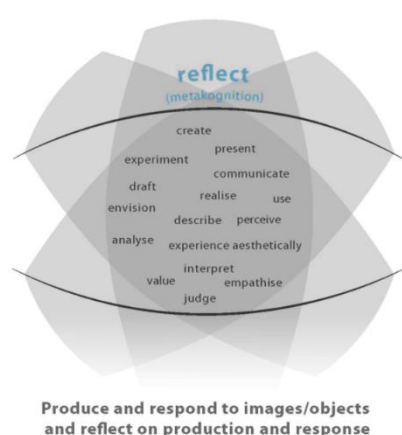 reflect
(metakognition)
create
present
experiment
communicate
draft
realise
use
envision
describe
perceive
analyse
experience aesthetically
interpret
value
empathise
judge
Produce and respond to images/objects
and reflect on production and response